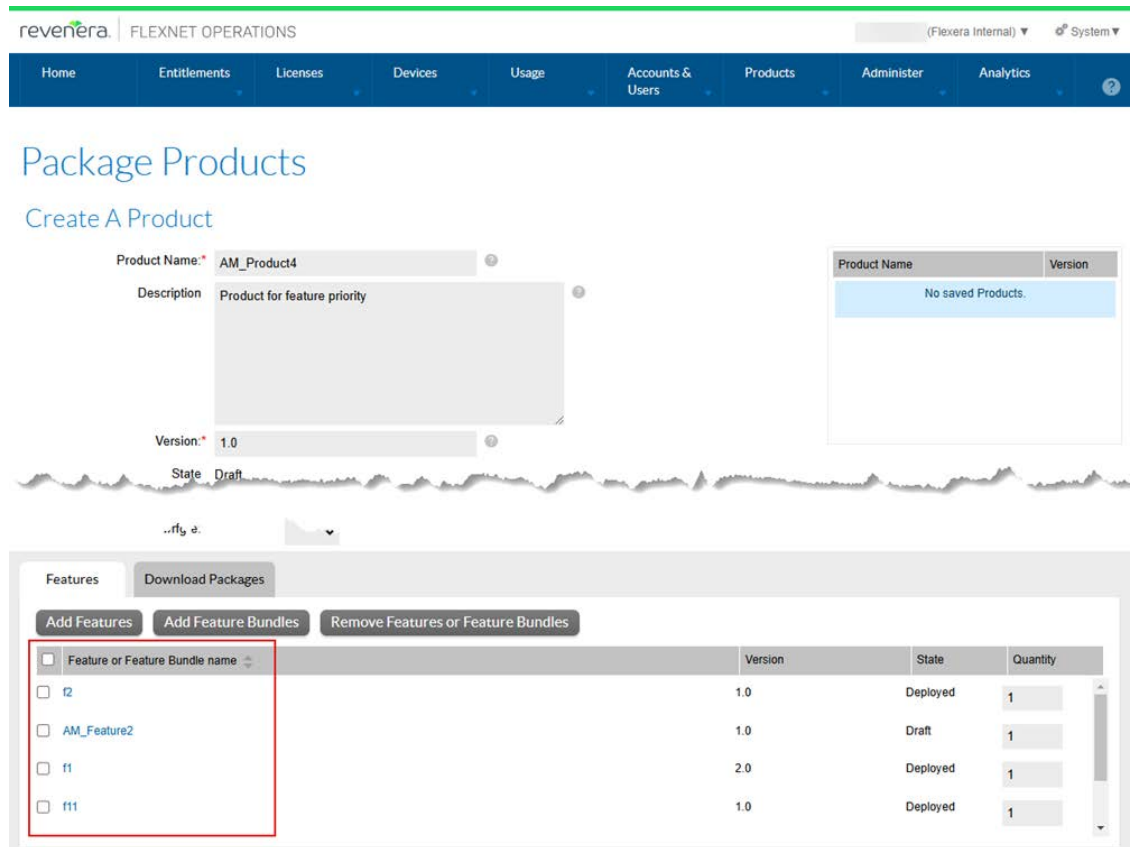 revenera. FLEXNET OPERATIONS (Flexera Internal) ▼ System ▼
Home Entitlements Licenses Devices Usage Accounts & Users Products Administer Analytics ?
Package Products
Create A Product
Product Name:* AM_Product4 ? Product Name Version
Description Product for feature priority ? No saved Products.
Version:* 1.0 ?
State Draft
Features Download Packages
Add Features Add Feature Bundles Remove Features or Feature Bundles
Feature or Feature Bundle name Version State Quantity
f2 1.0 Deployed 1
AM_Feature2 1.0 Draft 1
f1 2.0 Deployed 1
f11 1.0 Deployed 1